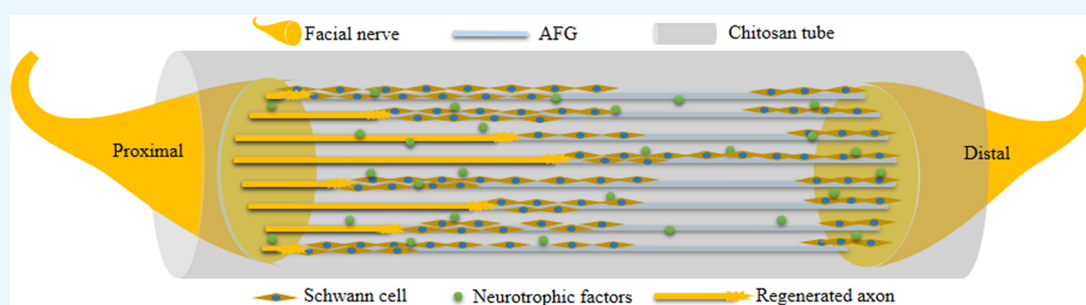 Facial nerve AFG Chitosan tube
Proximal Distal
Schwann cell Neurotrophic factors Regenerated axon